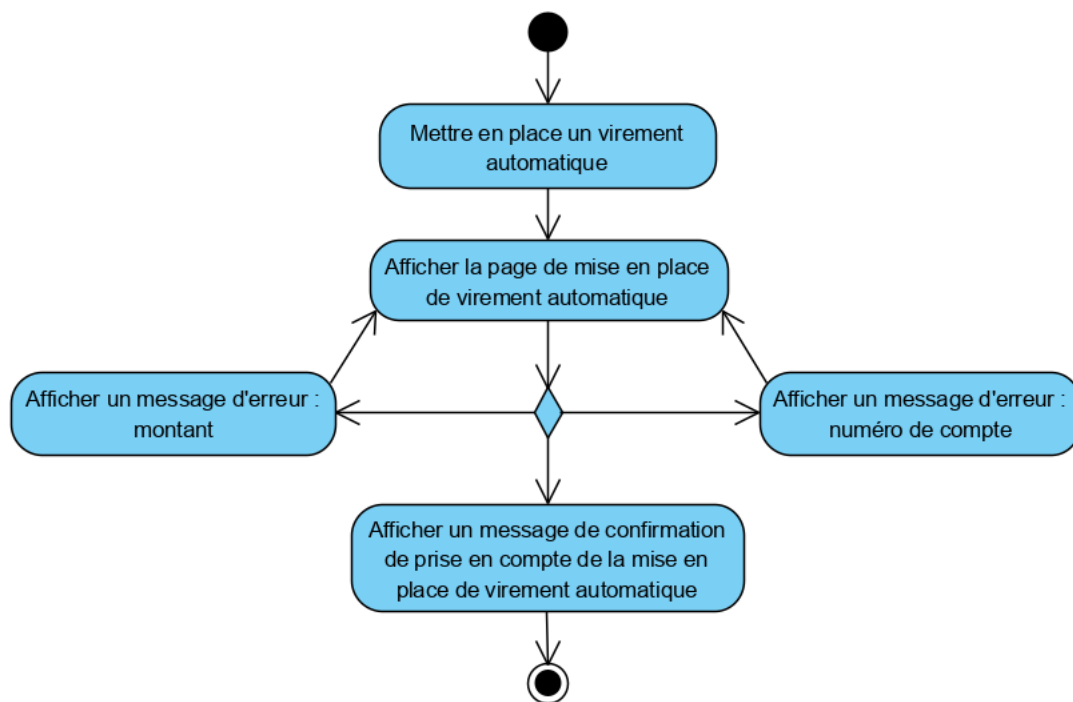 Mettre en place un virement
automatique
Afficher la page de mise en place
de virement automatique
Afficher un message d'erreur :
montant
Afficher un message d'erreur :
numéro de compte
Afficher un message de confirmation
de prise en compte de la mise en
place de virement automatique